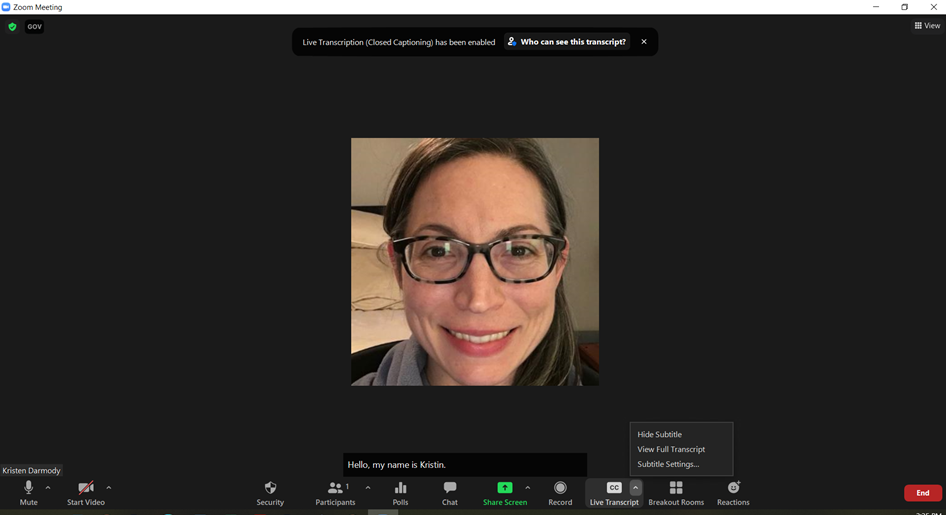 Zoom Meeting
GOV
View
Live Transcription (Closed Captioning) has been enabled
Who can see this transcript?
Hide Subtitle
View Full Transcript
Subtitle Settings...
Hello, my name is Kristin.
Kristen Darmody
Mute
Start Video
Security
Participants
1
Polls
Chat
Share Screen
Record
CC
Live Transcript
Breakout Rooms
Reactions
End